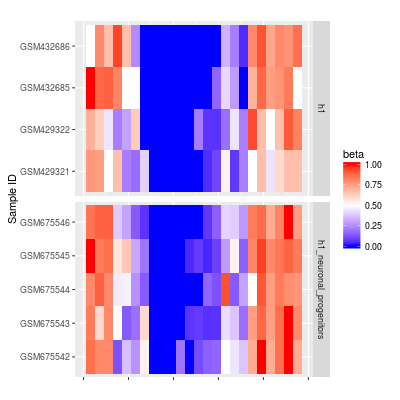 GSM432686
GSM432685
GSM429322
GSM429321
h1
GSM675546
GSM675545
GSM675544
GSM675543
GSM675542
h1_neuronal_progenitors
Sample ID
beta
1.00
0.75
0.50
0.25
0.00